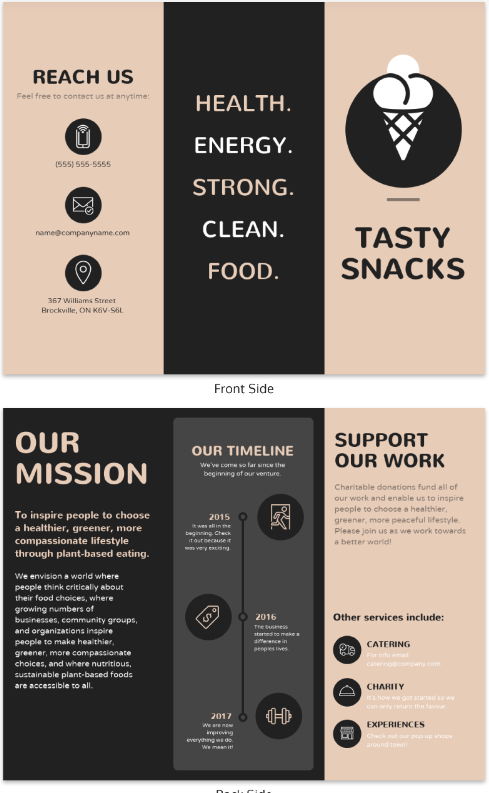 REACH US
Feel free to contact us at anytime:
(555) 555-5555
name@companyname.com
367 Williams Street
Brockville, ON K6V-S6L
HEALTH.
ENERGY.
STRONG.
CLEAN.
FOOD.
TASTY
SNACKS
Front Side
OUR
MISSION
To inspire people to choose
a healthier, greener, more
compassionate lifestyle
through plant-based eating.
We envision a world where
people think critically about
their food choices, where
growing numbers of
businesses, community groups,
and organizations inspire
people to make healthier,
greener, more compassionate
choices, and where nutritious,
sustainable plant-based foods
are accessible to all.
OUR TIMELINE
We've come so far since the
beginning of our venture.
2015
It was all in the
beginning. Check
it out because it
was very exciting.
2016
The business
started to make a
difference in
peoples lives.
2017
We are now
improving
everything we do.
We mean it!
SUPPORT
OUR WORK
Charitable donations fund all of
our work and enable us to inspire
people to choose a healthier,
greener, more peaceful lifestyle.
Please join us as we work towards
a better world!
Other services include:
CATERING
For info email
catering@company.com
CHARITY
It's how we got started so we
can only return the favour.
EXPERIENCES
Check out our pop-up shops
around town!
Back Side